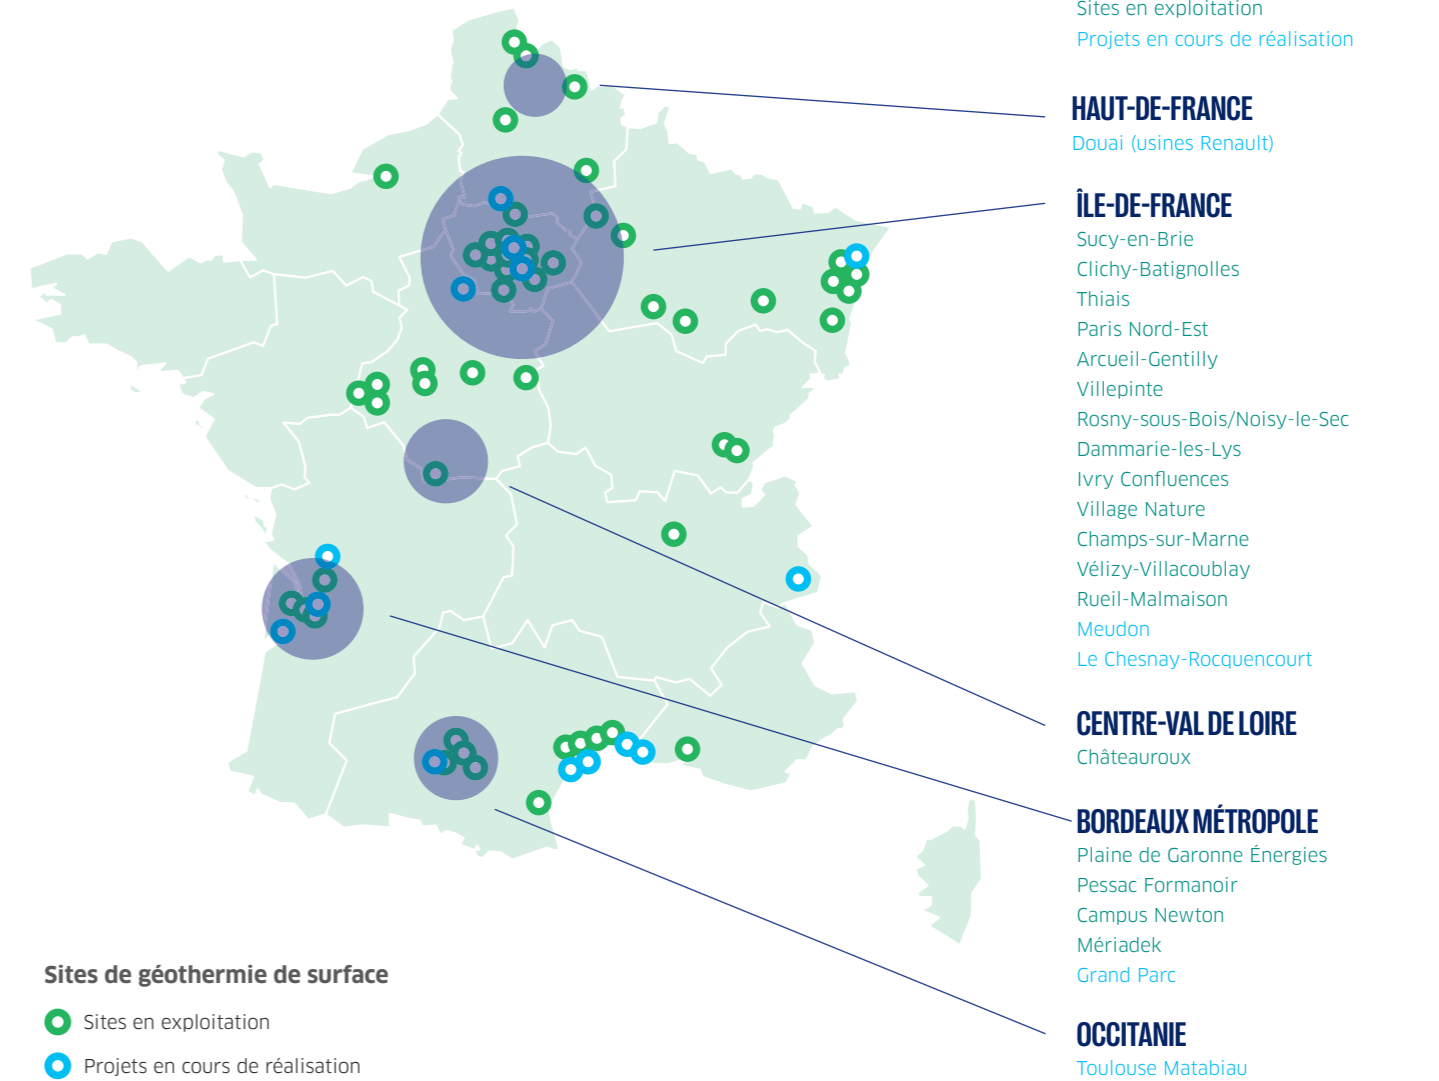 Sites en exploitation
Projets en cours de réalisation
HAUT-DE-FRANCE
Douai (usines Renault)
ÎLE-DE-FRANCE
Sucy-en-Brie
Clichy-Batignolles
Thiais
Paris Nord-Est
Arcueil-Gentilly
Villepinte
Rosny-sous-Bois/Noisy-le-Sec
Dammarie-les-Lys
Ivry Confluences
Village Nature
Champs-sur-Marne
Vélizy-Villacoublay
Rueil-Malmaison
Meudon
Le Chesnay-Rocquencourt
CENTRE-VAL DE LOIRE
Châteauroux
BORDEAUX MÉTROPOLE
Plaine de Garonne Énergies
Pessac Formanoir
Campus Newton
Mériadek
Grand Parc
OCCITANIE
Toulouse Matabiau
Sites de géothermie de surface
Sites en exploitation
Projets en cours de réalisation